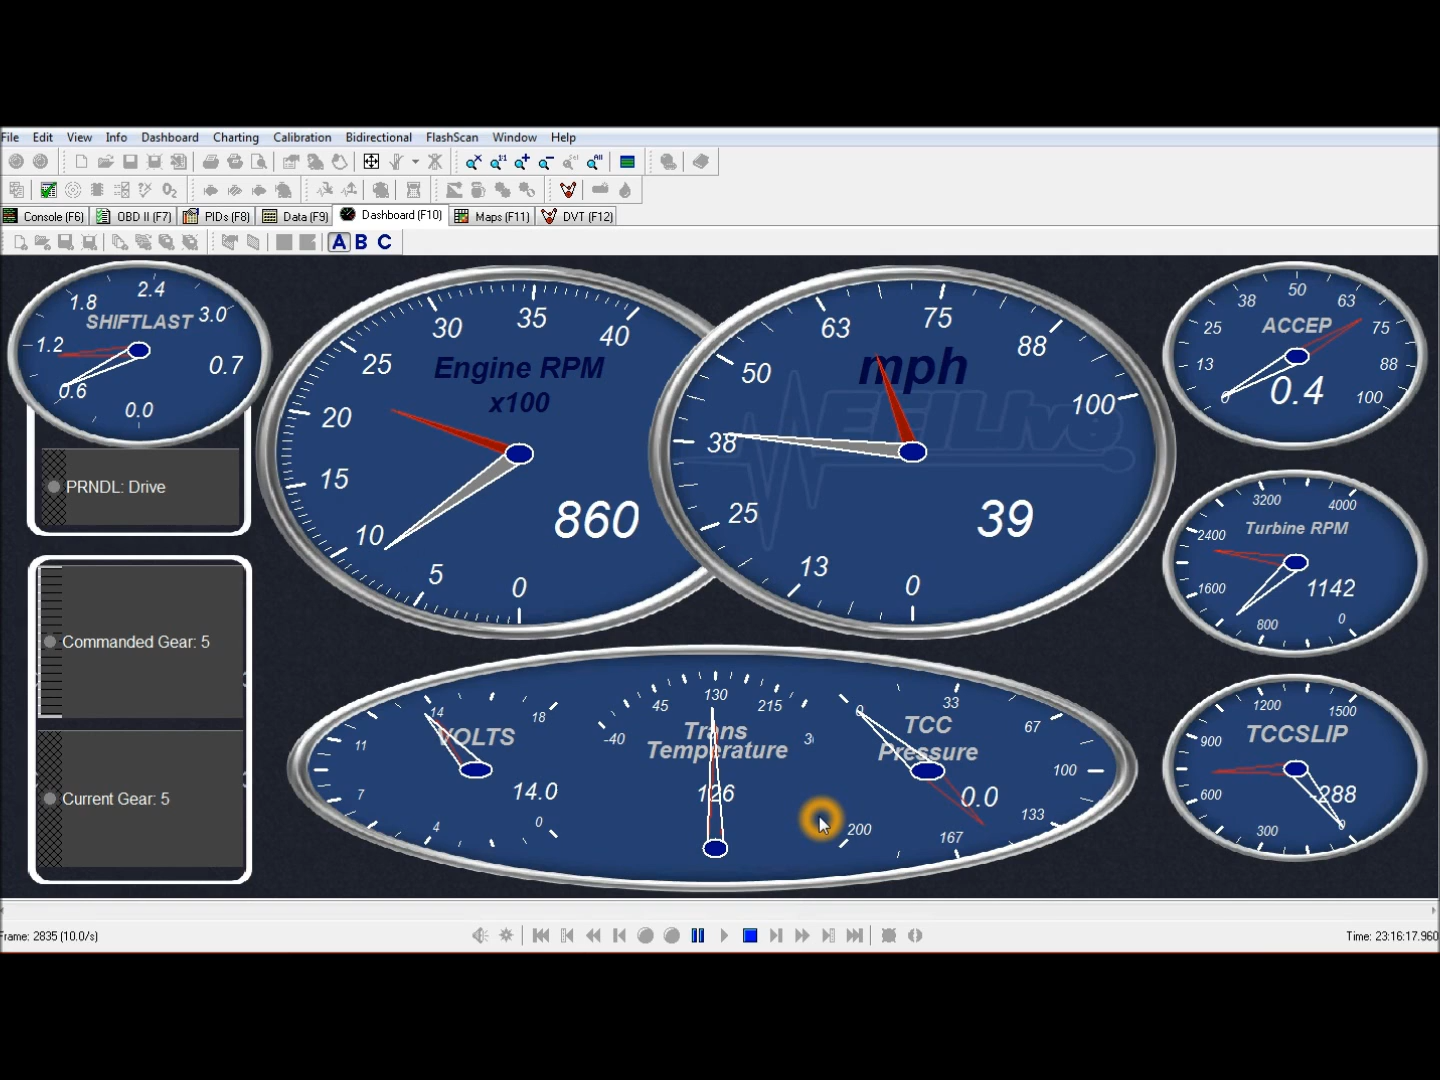 File Edit View Info Dashboard Charting Calibration Bidirectional FlashScan Window Help
Console (F6) OBD II (F7) PIDs (F8) Data (F9) Dashboard (F10) Maps (F11) DVT (F12)
A B C
SHIFTLAST
0.0 0.6 1.2 1.8 2.4 3.0
0.7
PRNDL: Drive
Commanded Gear: 5
Current Gear: 5
Engine RPM
x100
0 5 10 15 20 25 30 35 40
860
mph
EFILive
0 13 25 38 50 63 75 88 100
39
ACCEP
0 13 25 38 50 63 75 88 100
0.4
Turbine RPM
0 800 1600 2400 3200 4000
1142
VOLTS
0 4 7 11 14 18
14.0
Trans
Temperature
-40 45 130 215
126
TCC
Pressure
0 33 67 100 133 167 200
0.0
TCCSLIP
0 300 600 900 1200 1500
-288
Frame: 2835 (10.0/s)
Time: 23:16:17.960